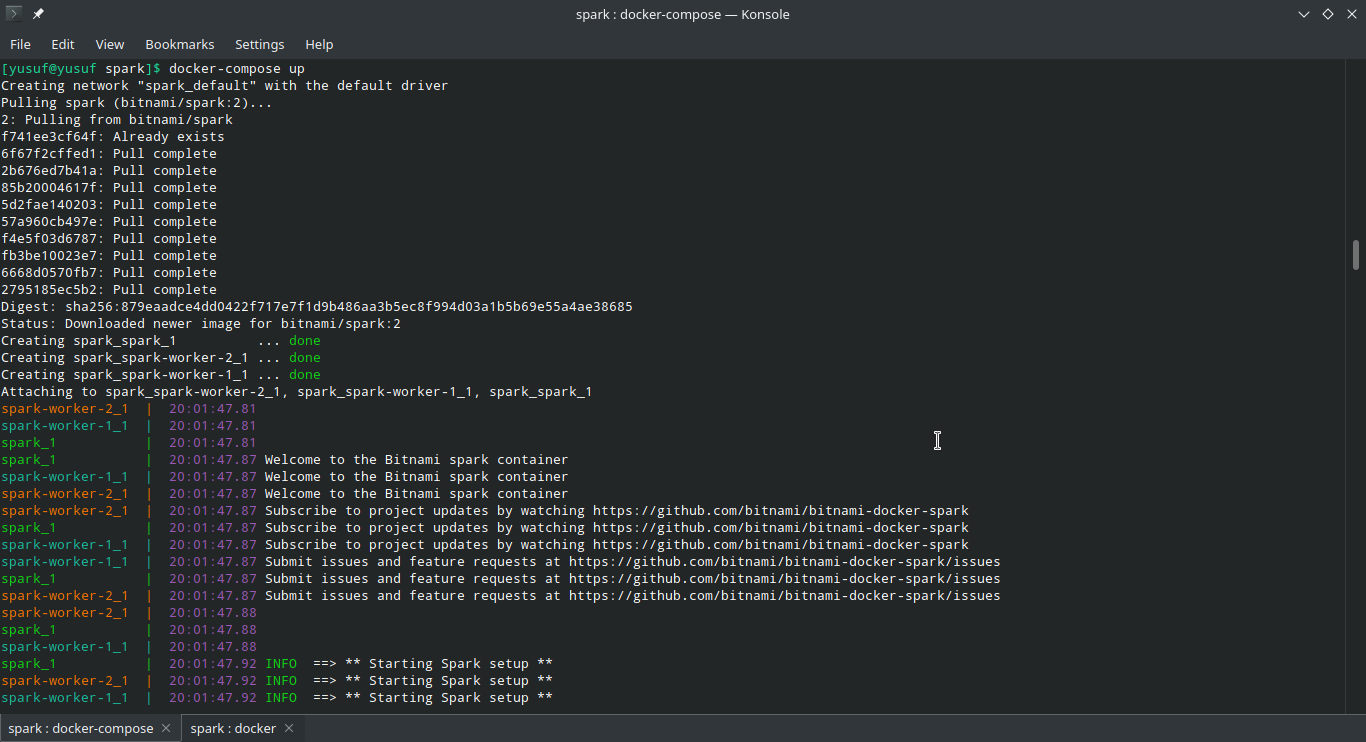 spark : docker-compose — Konsole
File Edit View Bookmarks Settings Help
[yusuf@yusuf spark]$ docker-compose up
Creating network "spark_default" with the default driver
Pulling spark (bitnami/spark:2)...
2: Pulling from bitnami/spark
f741ee3cf64f: Already exists
6f67f2cffed1: Pull complete
2b676ed7b41a: Pull complete
85b20004617f: Pull complete
5d2fae140203: Pull complete
57a960cb497e: Pull complete
f4e5f03d6787: Pull complete
fb3be10023e7: Pull complete
6668d0570fb7: Pull complete
2795185ec5b2: Pull complete
Digest: sha256:879eaadce4dd0422f717e7f1d9b486aa3b5ec8f994d03a1b5b69e55a4ae38685
Status: Downloaded newer image for bitnami/spark:2
Creating spark_spark_1          ... done
Creating spark_spark-worker-2_1 ... done
Creating spark_spark-worker-1_1 ... done
Attaching to spark_spark-worker-2_1, spark_spark-worker-1_1, spark_spark_1
spark-worker-2_1  |  20:01:47.81
spark-worker-1_1  |  20:01:47.81
spark_1           |  20:01:47.81
spark_1           |  20:01:47.87 Welcome to the Bitnami spark container
spark-worker-1_1  |  20:01:47.87 Welcome to the Bitnami spark container
spark-worker-2_1  |  20:01:47.87 Welcome to the Bitnami spark container
spark-worker-2_1  |  20:01:47.87 Subscribe to project updates by watching https://github.com/bitnami/bitnami-docker-spark
spark_1           |  20:01:47.87 Subscribe to project updates by watching https://github.com/bitnami/bitnami-docker-spark
spark-worker-1_1  |  20:01:47.87 Subscribe to project updates by watching https://github.com/bitnami/bitnami-docker-spark
spark-worker-1_1  |  20:01:47.87 Submit issues and feature requests at https://github.com/bitnami/bitnami-docker-spark/issues
spark_1           |  20:01:47.87 Submit issues and feature requests at https://github.com/bitnami/bitnami-docker-spark/issues
spark-worker-2_1  |  20:01:47.87 Submit issues and feature requests at https://github.com/bitnami/bitnami-docker-spark/issues
spark-worker-2_1  |  20:01:47.88
spark_1           |  20:01:47.88
spark-worker-1_1  |  20:01:47.88
spark_1           |  20:01:47.92 INFO  ==> ** Starting Spark setup **
spark-worker-2_1  |  20:01:47.92 INFO  ==> ** Starting Spark setup **
spark-worker-1_1  |  20:01:47.92 INFO  ==> ** Starting Spark setup **
spark : docker-compose spark : docker